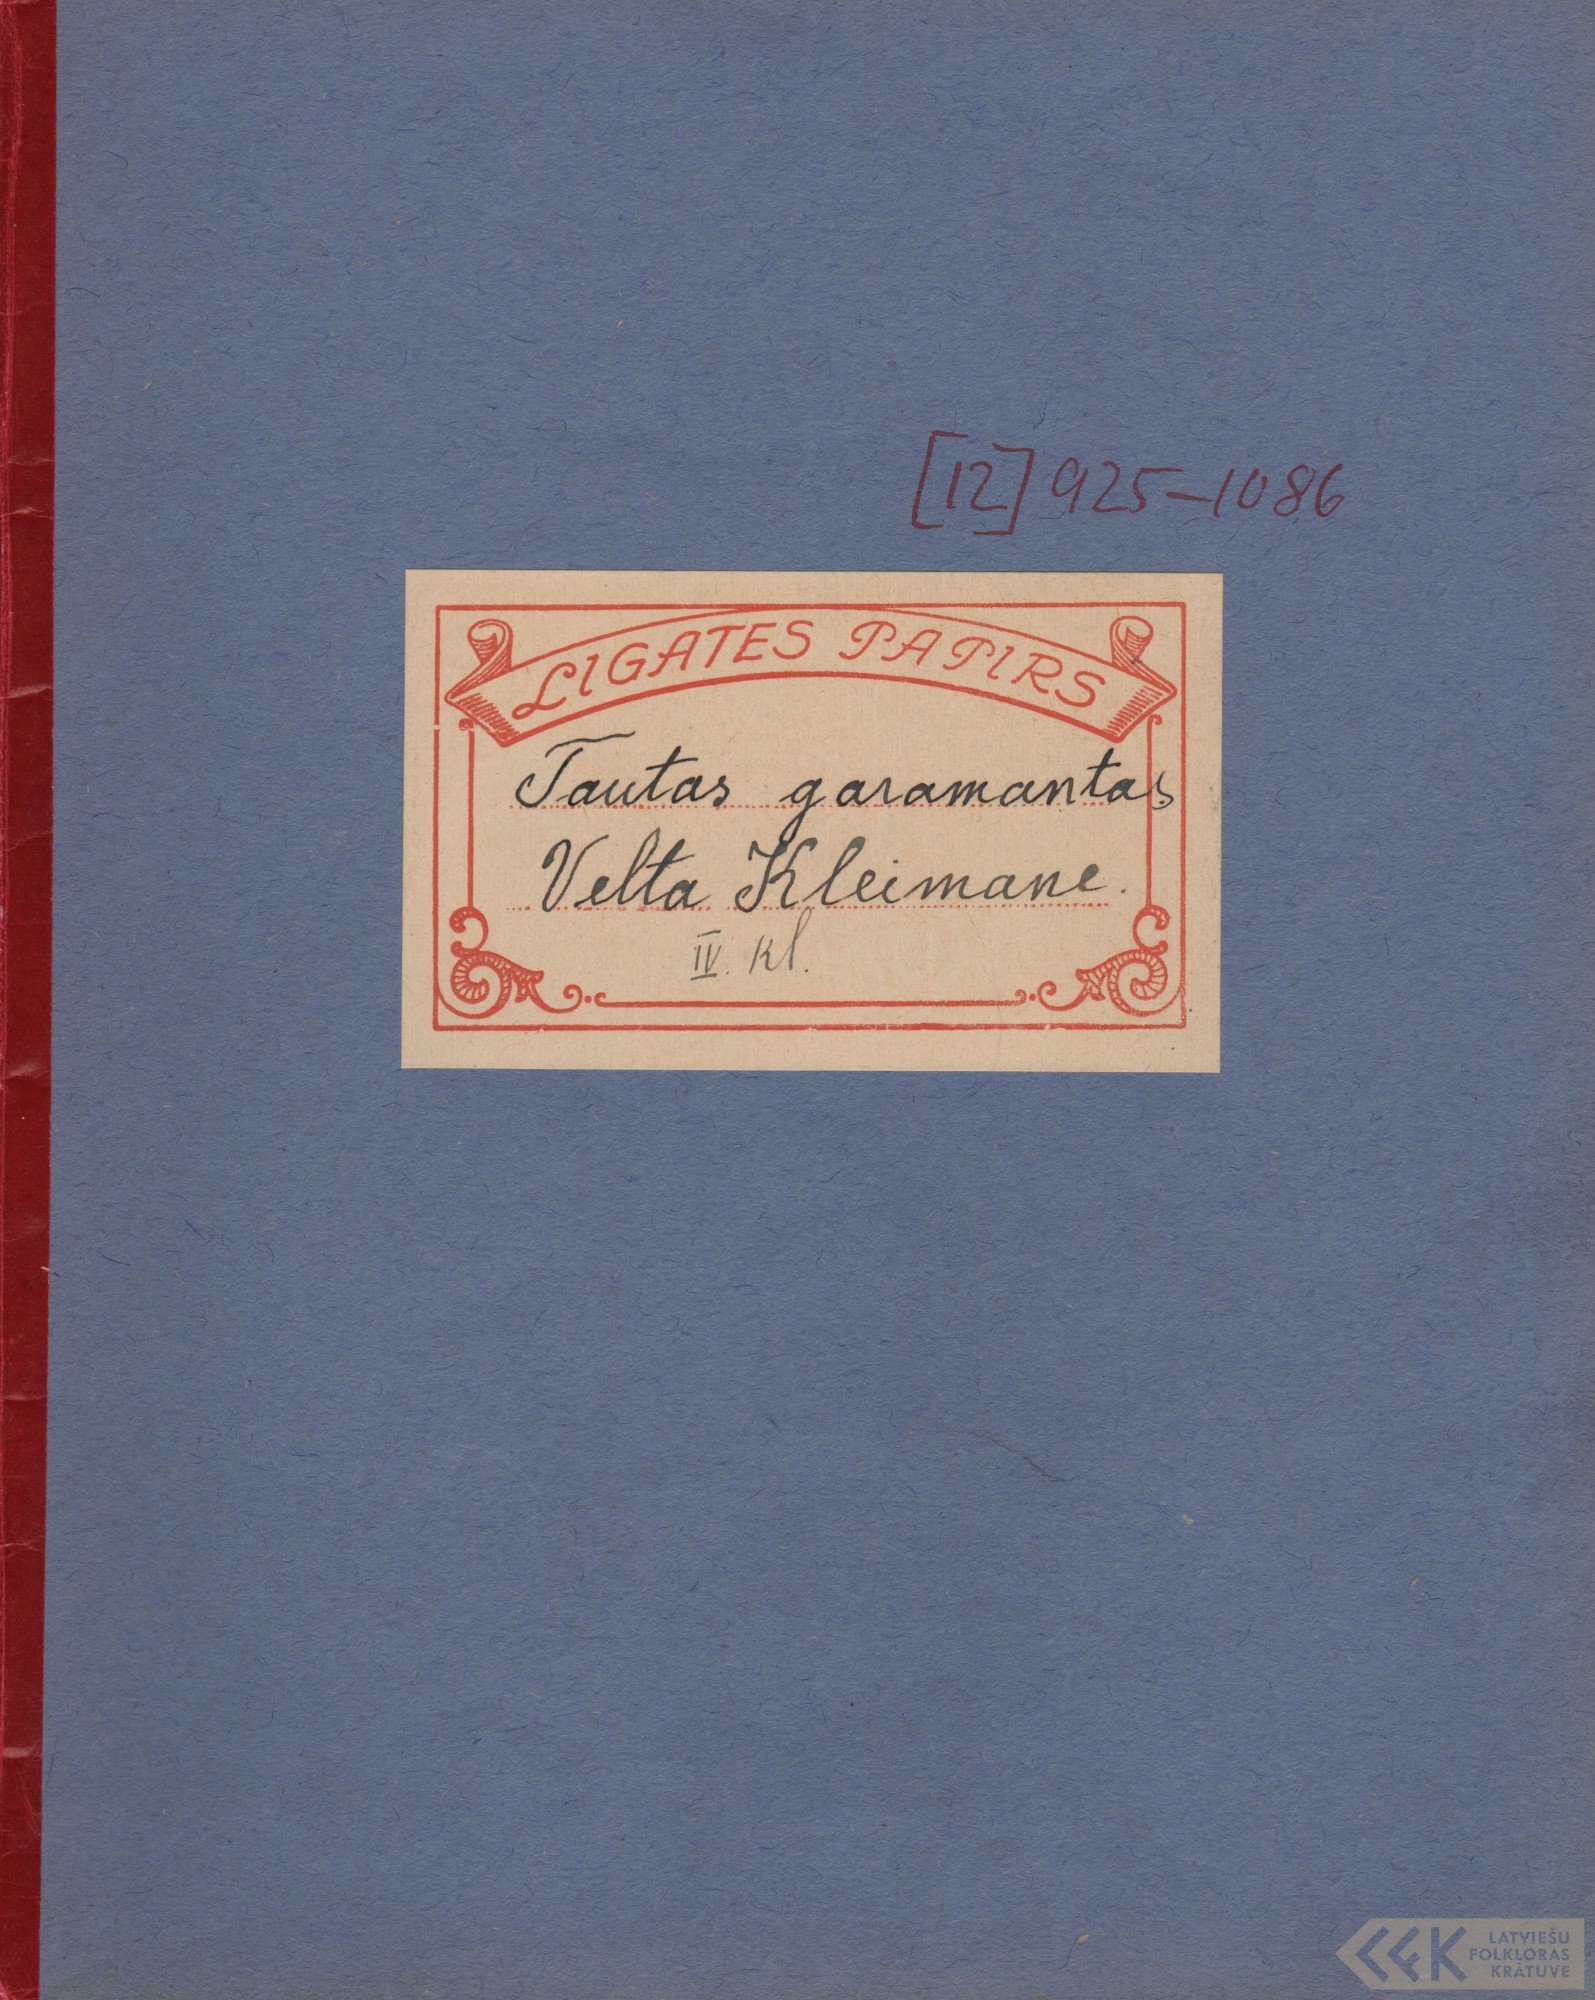 [12] 925-1086
LIGATES PAPIRS
Tautas garamantas
Velta Kleimane.
IV. kl.
LATVIEŠU
FOLKLORAS
KRĀTUVE